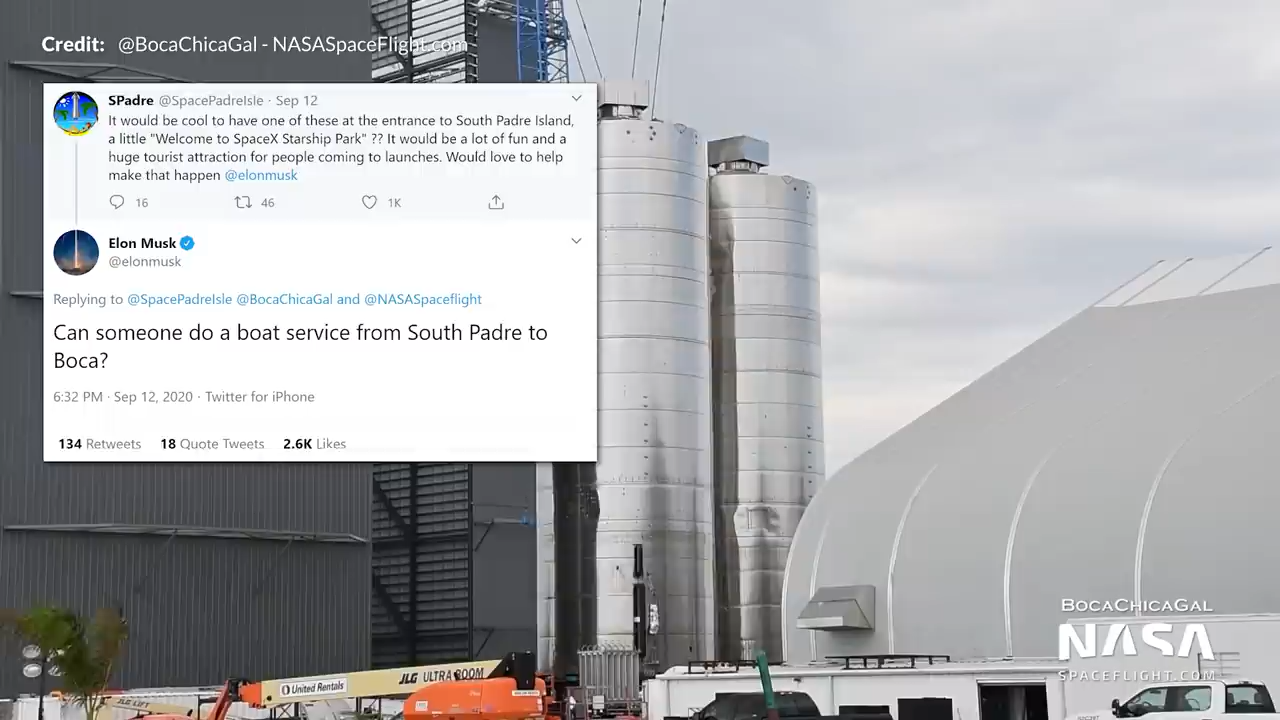 Credit: @BocaChicaGal - NASASpaceFlight.com
SPadre @SpacePadreIsle · Sep 12
It would be cool to have one of these at the entrance to South Padre Island,
a little "Welcome to SpaceX Starship Park" ?? It would be a lot of fun and a
huge tourist attraction for people coming to launches. Would love to help
make that happen @elonmusk
16 46 1K
Elon Musk
@elonmusk
Replying to @SpacePadreIsle @BocaChicaGal and @NASASpaceflight
Can someone do a boat service from South Padre to
Boca?
6:32 PM · Sep 12, 2020 · Twitter for iPhone
134 Retweets 18 Quote Tweets 2.6K Likes
United Rentals JLG ULTRA BOOM
BOCACHICAGAL
NASA
SPACEFLIGHT.COM